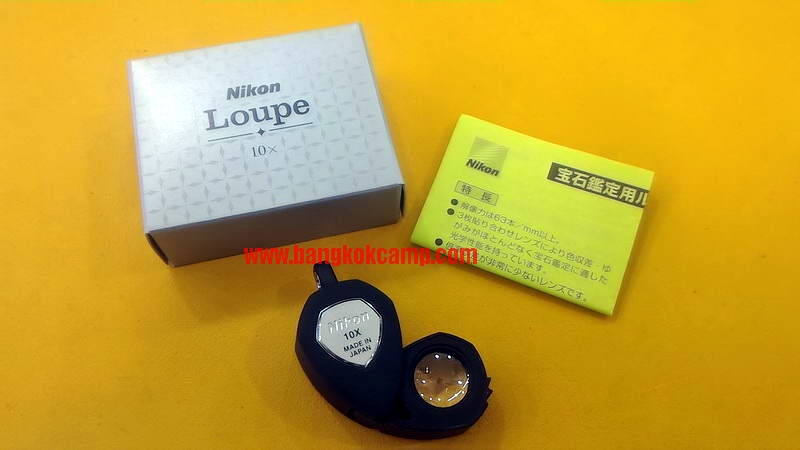 Nikon
Loupe
10×
Nikon
宝石鑑定用ル
特長
●解像力は63本/mm以上。
●3枚貼り合わせレンズにより色収差、ゆ
がみがほとんどなく宝石鑑定に適した
光学性能を持っています。
が非常に少ないレンズです。
www.bangkokcamp.com
Nikon
10X
MADE IN
JAPAN